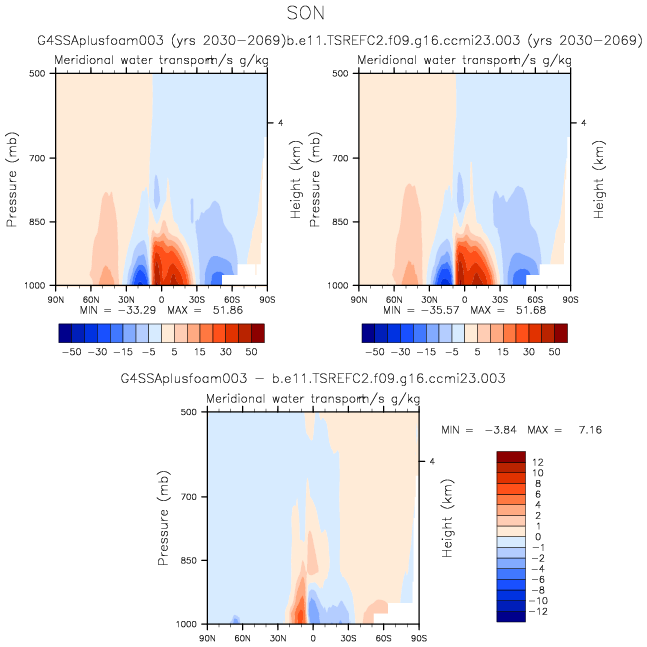 SON
G4SSAplusfoam003 (yrs 2030-2069) b.e11.TSREFC2.f09.g16.ccmi23.003 (yrs 2030-2069)
Meridional water transport m/s g/kg Meridional water transport m/s g/kg
500 500
4 4
700 700
Pressure (mb) Height (km) Pressure (mb) Height (km)
850 850
1000 1000
90N 60N 30N 0 30S 60S 90S 90N 60N 30N 0 30S 60S 90S
MIN = -33.29 MAX = 51.86 MIN = -35.57 MAX = 51.68
-50 -30 -15 -5 5 15 30 50 -50 -30 -15 -5 5 15 30 50
G4SSAplusfoam003 - b.e11.TSREFC2.f09.g16.ccmi23.003
Meridional water transport m/s g/kg
500
MIN = -3.84 MAX = 7.16
4
700
Pressure (mb) Height (km)
850
1000
90N 60N 30N 0 30S 60S 90S
12
10
8
6
4
2
1
0
-1
-2
-4
-6
-8
-10
-12